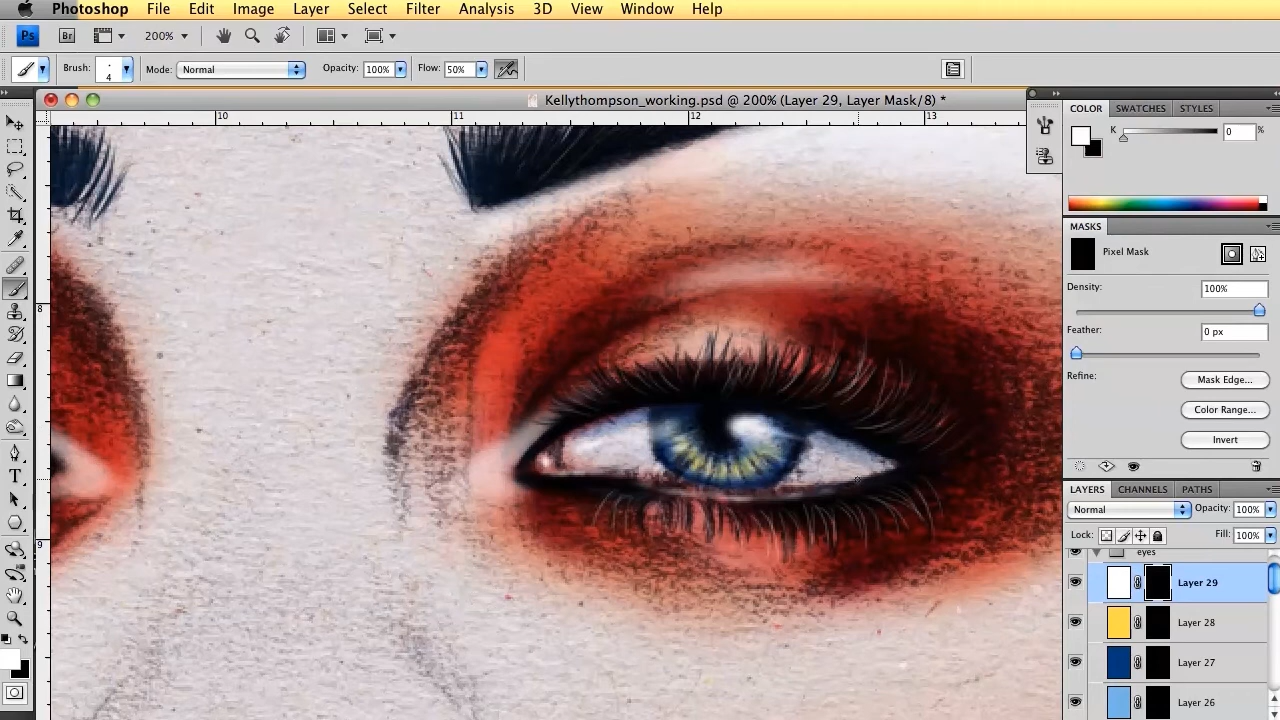 Photoshop File Edit Image Layer Select Filter Analysis 3D View Window Help
Ps Br 200%
Brush: 4 Mode: Normal Opacity: 100% Flow: 50%
Kellythompson_working.psd @ 200% (Layer 29, Layer Mask/8) *
10 11 12 13
8
9
COLOR SWATCHES STYLES
K 0 %
MASKS
Pixel Mask
Density: 100%
Feather: 0 px
Refine: Mask Edge...
Color Range...
Invert
LAYERS CHANNELS PATHS
Normal Opacity: 100%
Lock: Fill: 100%
eyes
Layer 29
Layer 28
Layer 27
Layer 26